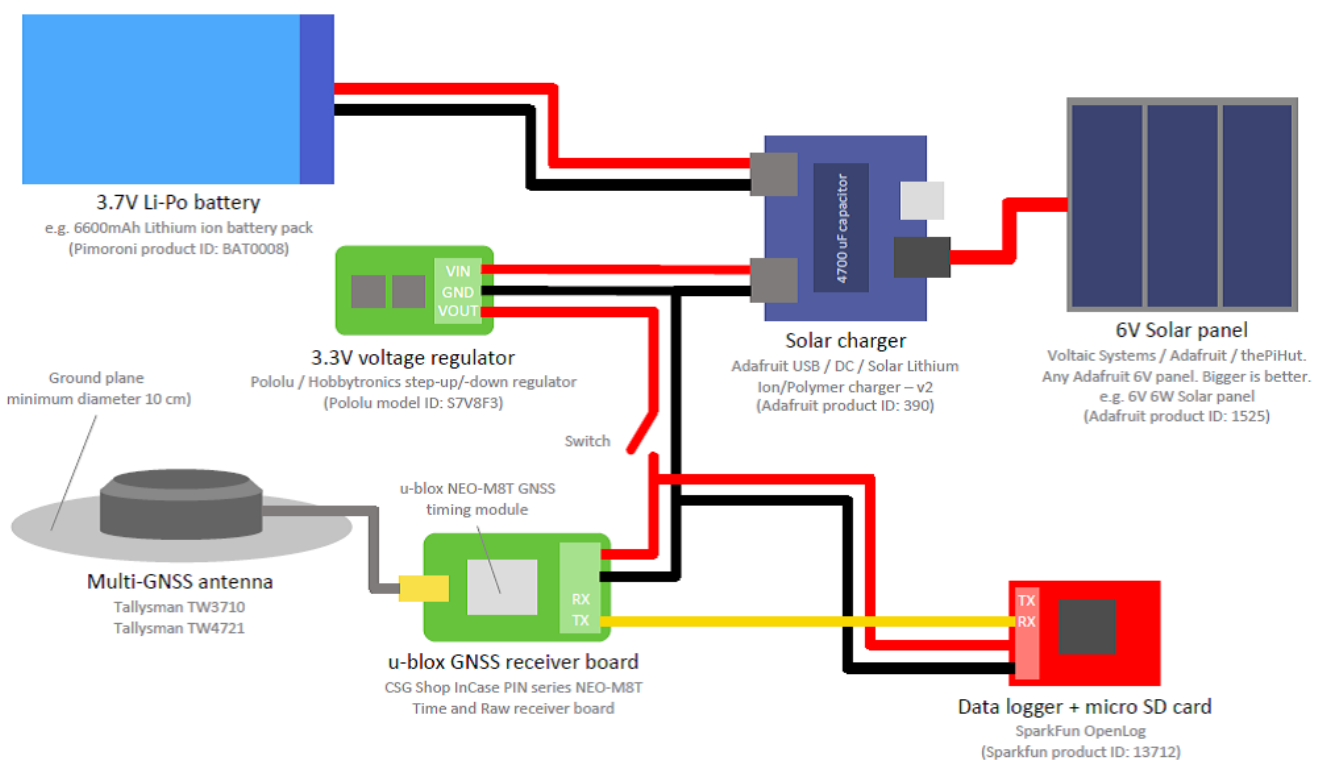 3.7V Li-Po battery
e.g. 6600mAh Lithium ion battery pack
(Pimoroni product ID: BAT0008)
4700 uF capacitor
Solar charger
Adafruit USB / DC / Solar Lithium
Ion/Polymer charger – v2
(Adafruit product ID: 390)
6V Solar panel
Voltaic Systems / Adafruit / thePiHut.
Any Adafruit 6V panel. Bigger is better.
e.g. 6V 6W Solar panel
(Adafruit product ID: 1525)
VIN
GND
VOUT
3.3V voltage regulator
Pololu / Hobbytronics step-up/-down regulator
(Pololu model ID: S7V8F3)
Ground plane
minimum diameter 10 cm)
Switch
Multi-GNSS antenna
Tallysman TW3710
Tallysman TW4721
u-blox NEO-M8T GNSS
timing module
RX
TX
u-blox GNSS receiver board
CSG Shop InCase PIN series NEO-M8T
Time and Raw receiver board
TX
RX
Data logger + micro SD card
SparkFun OpenLog
(Sparkfun product ID: 13712)